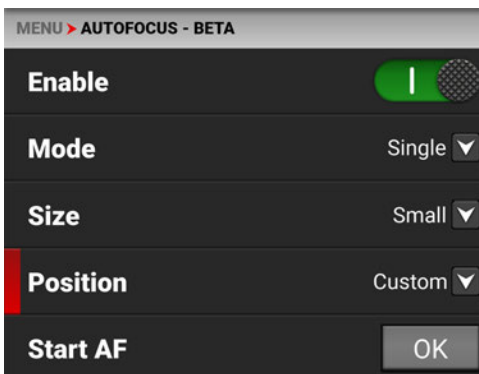 MENU > AUTOFOCUS - BETA
Enable
Mode Single
Size Small
Position Custom
Start AF OK